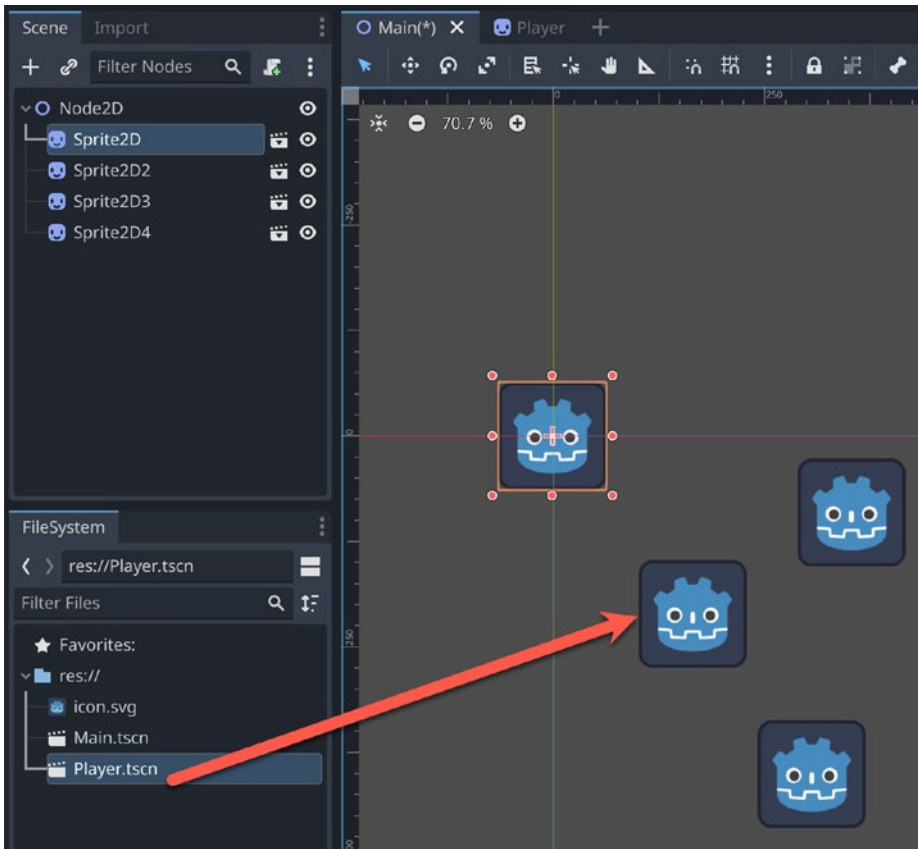 Scene Import
Filter Nodes
Node2D
Sprite2D
Sprite2D2
Sprite2D3
Sprite2D4
FileSystem
res://Player.tscn
Filter Files
Favorites:
res://
icon.svg
Main.tscn
Player.tscn
Main(*) Player
0 250
70.7 %
-250
0
250